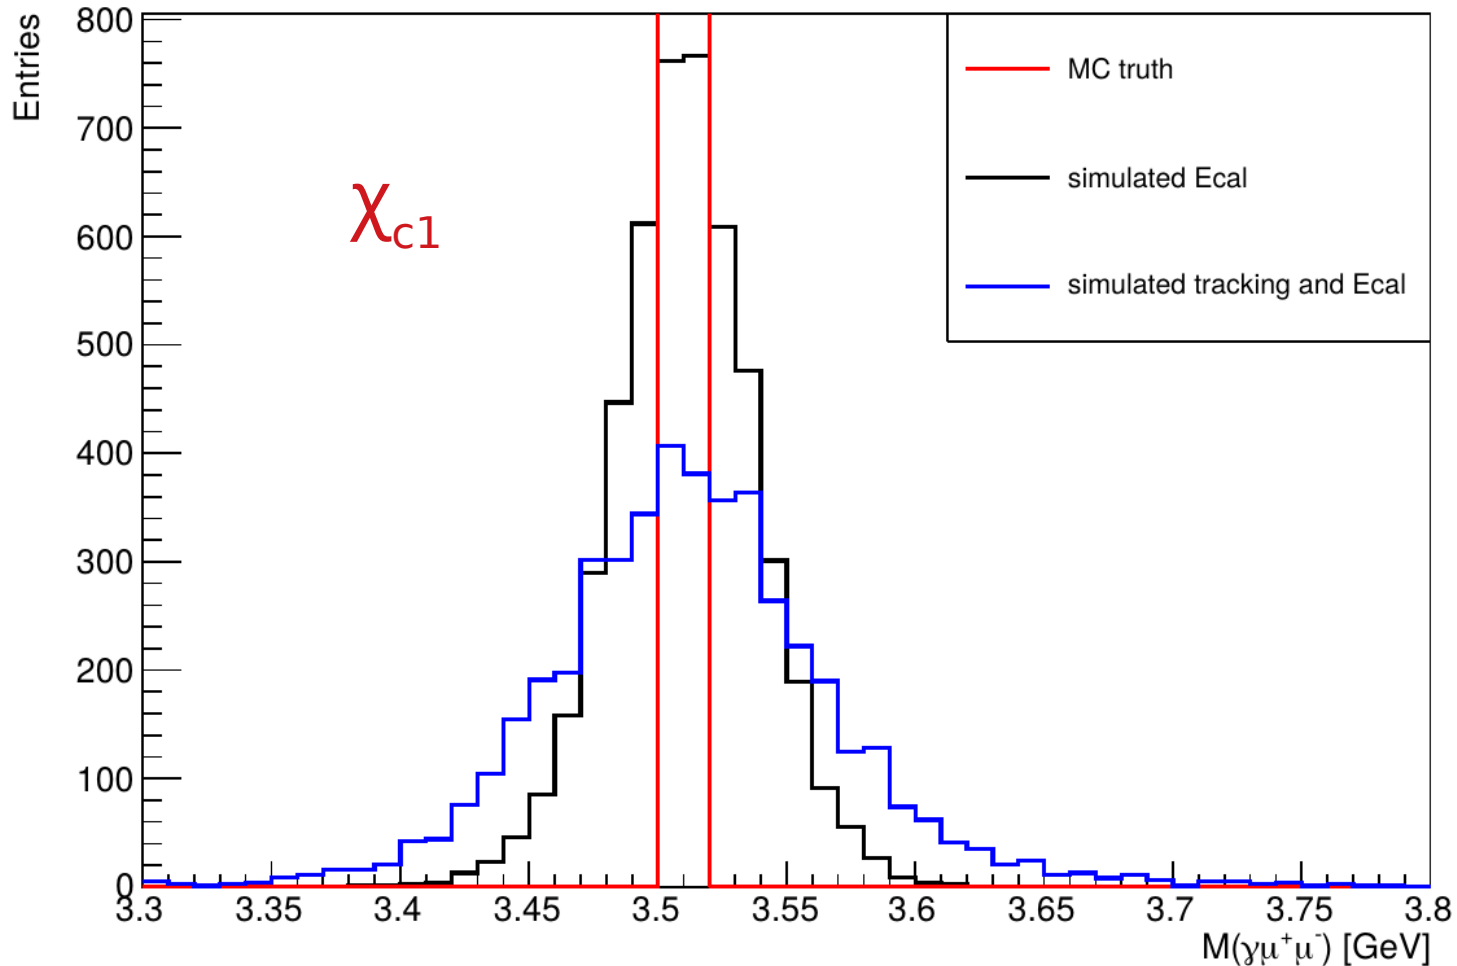 Entries
800
700
600
500
400
300
200
100
0
χc1
MC truth
simulated Ecal
simulated tracking and Ecal
3.3 3.35 3.4 3.45 3.5 3.55 3.6 3.65 3.7 3.75 3.8
M(γμ⁺μ⁻) [GeV]